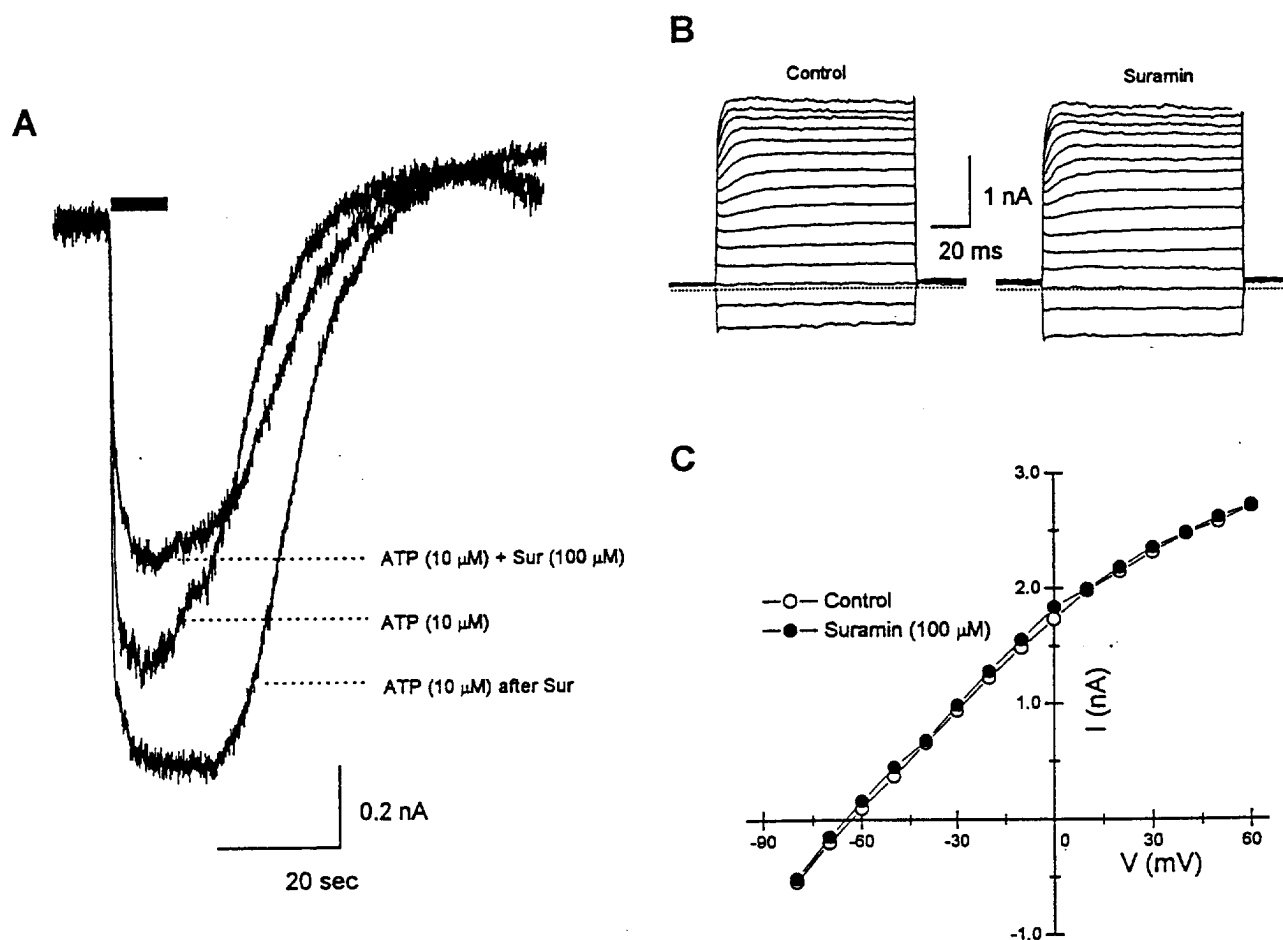 A
ATP (10 µM) + Sur (100 µM)
ATP (10 µM)
ATP (10 µM) after Sur
0.2 nA
20 sec
B
Control
Suramin
1 nA
20 ms
C
3.0
2.0
1.0
-1.0
I (nA)
Control
Suramin (100 µM)
-90
-60
-30
0
30
60
V (mV)